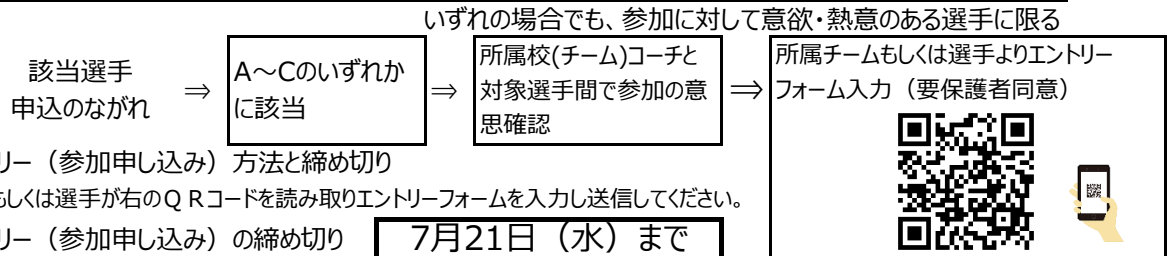 いずれの場合でも、参加に対して意欲・熱意のある選手に限る
該当選手
申込のながれ
⇒
A～Cのいずれか
に該当
⇒
所属校(チーム)コーチと
対象選手間で参加の意
思確認
⇒
所属チームもしくは選手よりエントリー
フォーム入力（要保護者同意）
リー（参加申し込み）方法と締め切り
もしくは選手が右のＱＲコードを読み取りエントリーフォームを入力し送信してください。
リー（参加申し込み）の締め切り
7月21日（水）まで